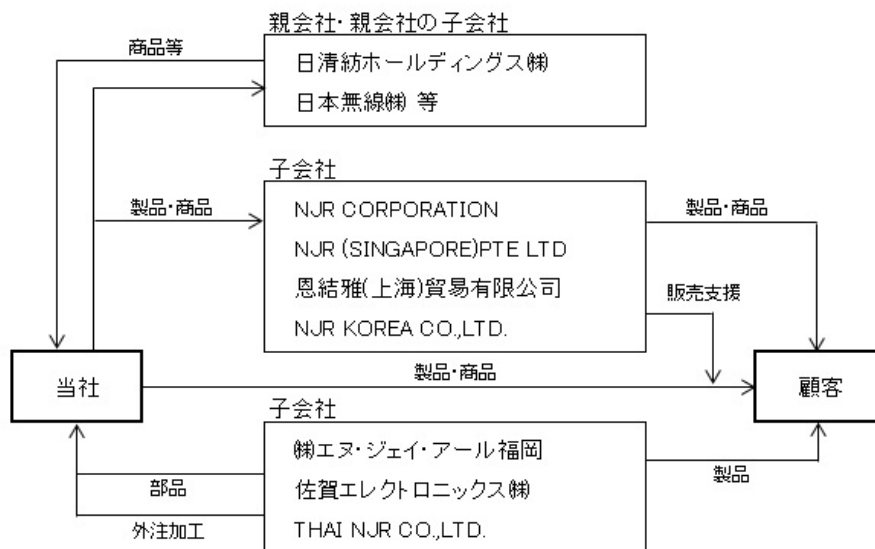 親会社・親会社の子会社
商品等
日清紡ホールディングス㈱
日本無線㈱ 等
子会社
製品・商品
NJR CORPORATION
NJR (SINGAPORE)PTE LTD
恩結雅(上海)貿易有限公司
NJR KOREA CO.,LTD.
製品・商品
販売支援
当社
製品・商品
顧客
子会社
㈱エヌ・ジェイ・アール福岡
佐賀エレクトロニックス㈱
THAI NJR CO.,LTD.
部品
外注加工
製品